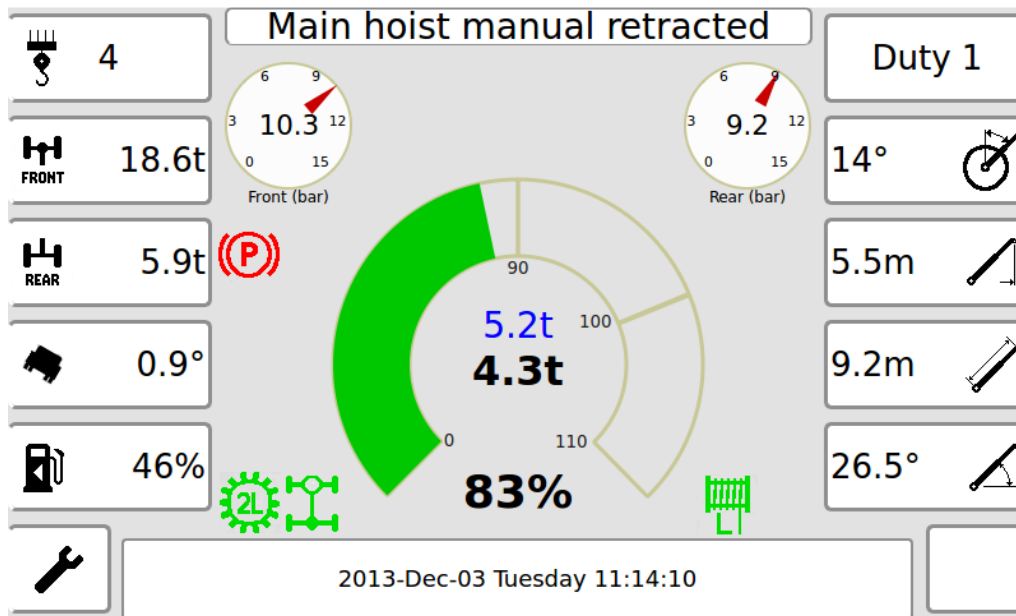 Main hoist manual retracted
4
Duty 1
6 9
3 10.3 12
0 15
Front (bar)
6 9
3 9.2 12
0 15
Rear (bar)
FRONT 18.6t
14°
REAR 5.9t
(P)
5.5m
90
5.2t 100
4.3t
0.9°
9.2m
0 110
46%
26.5°
83%
2L
L
2013-Dec-03 Tuesday 11:14:10